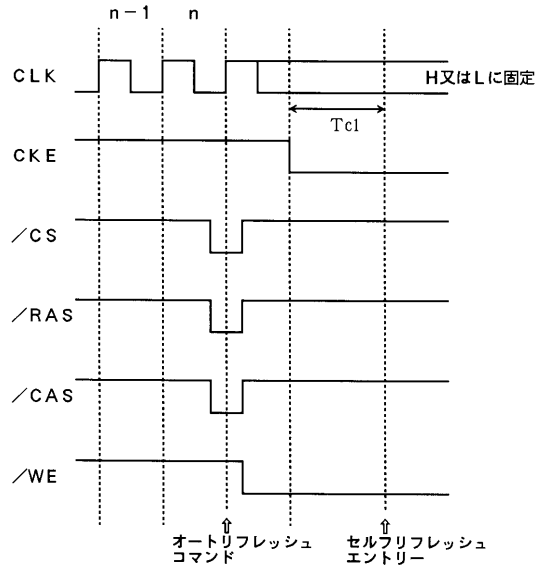 n－1 n
CLK
H又はLに固定
Tc1
CKE
／CS
／RAS
／CAS
／WE
オートリフレッシュ
コマンド
セルフリフレッシュ
エントリー